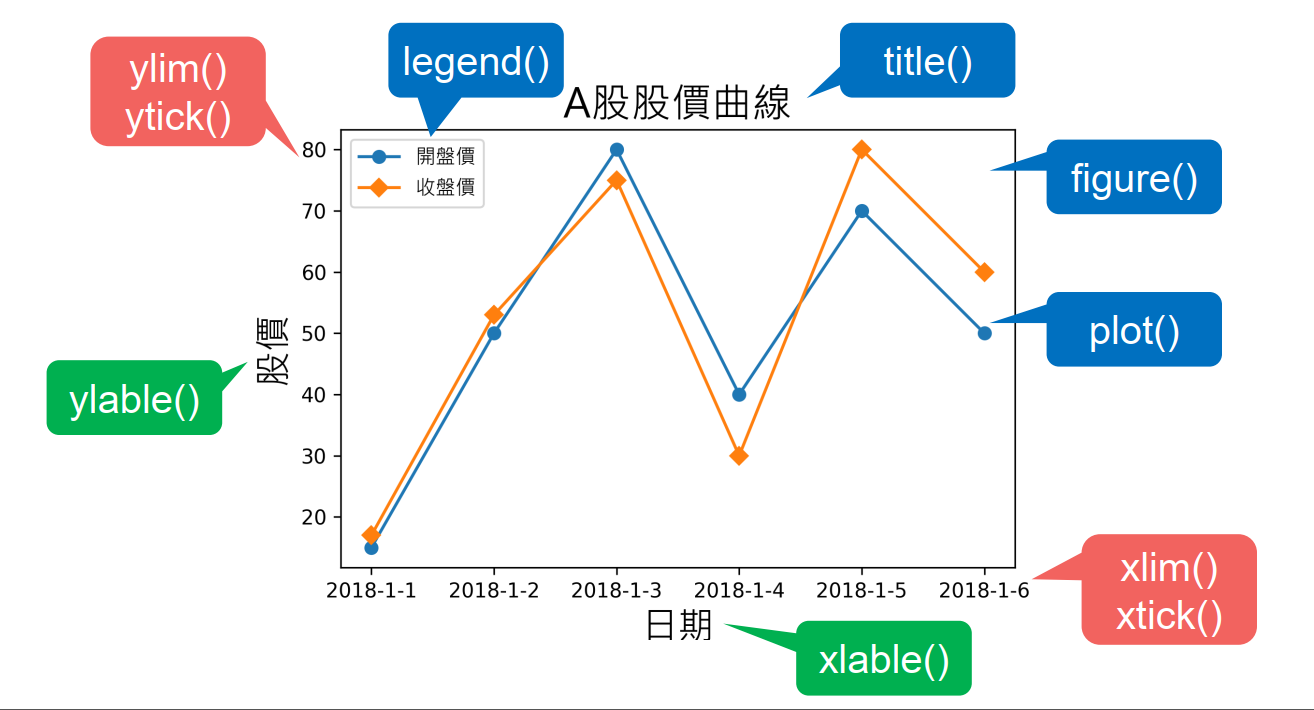 ylim()
ytick()
legend()
title()
A股股價曲線
figure()
開盤價
收盤價
80
70
60
50
40
30
20
股價
ylable()
plot()
2018-1-1 2018-1-2 2018-1-3 2018-1-4 2018-1-5 2018-1-6
日期
xlim()
xtick()
xlable()